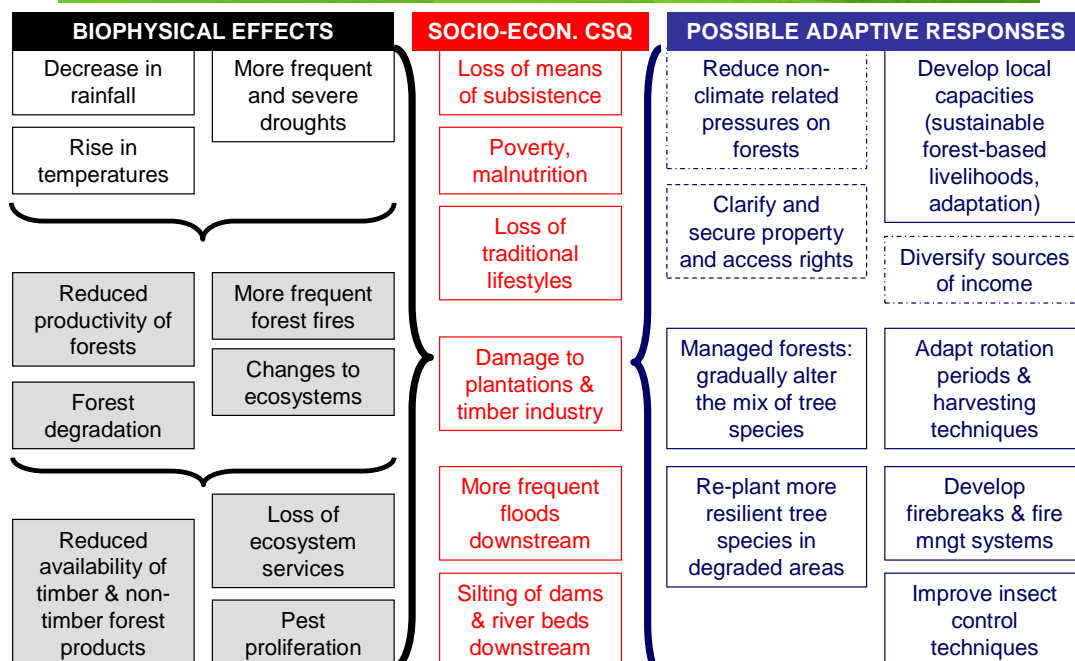 BIOPHYSICAL EFFECTS
Decrease in
rainfall
More frequent
and severe
droughts
Rise in
temperatures
Reduced
productivity of
forests
More frequent
forest fires
Changes to
ecosystems
Forest
degradation
Reduced
availability of
timber & non-
timber forest
products
Loss of
ecosystem
services
Pest
proliferation
SOCIO-ECON. CSQ
Loss of means
of subsistence
Poverty,
malnutrition
Loss of
traditional
lifestyles
Damage to
plantations &
timber industry
More frequent
floods
downstream
Silting of dams
& river beds
downstream
POSSIBLE ADAPTIVE RESPONSES
Reduce non-
climate related
pressures on
forests
Develop local
capacities
(sustainable
forest-based
livelihoods,
adaptation)
Clarify and
secure property
and access rights
Diversify sources
of income
Managed forests:
gradually alter
the mix of tree
species
Adapt rotation
periods &
harvesting
techniques
Re-plant more
resilient tree
species in
degraded areas
Develop
firebreaks & fire
mngt systems
Improve insect
control
techniques